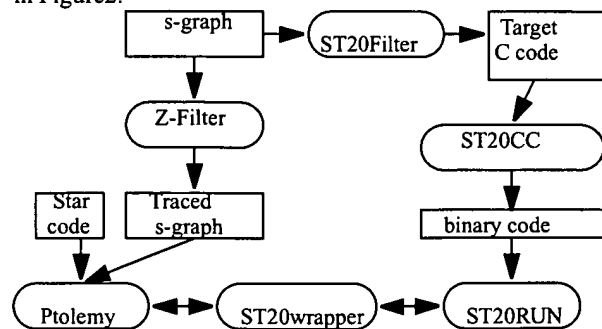 in Figure2.
s-graph
ST20Filter
Target
C code
Z-Filter
ST20CC
Star
code
Traced
s-graph
binary code
Ptolemy
ST20wrapper
ST20RUN